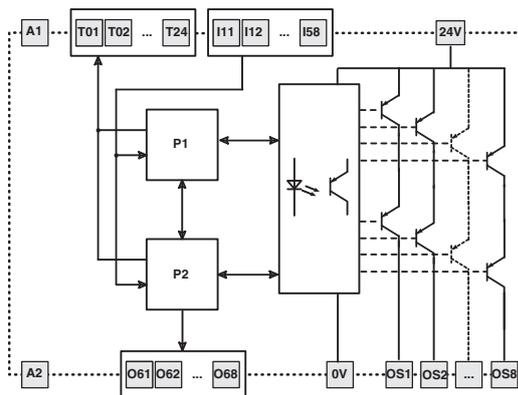 A1 T01 T02 ... T24 I11 I12 ... I58 24V
P1
P2
A2 O61 O62 ... O68 0V OS1 OS2 ... OS8